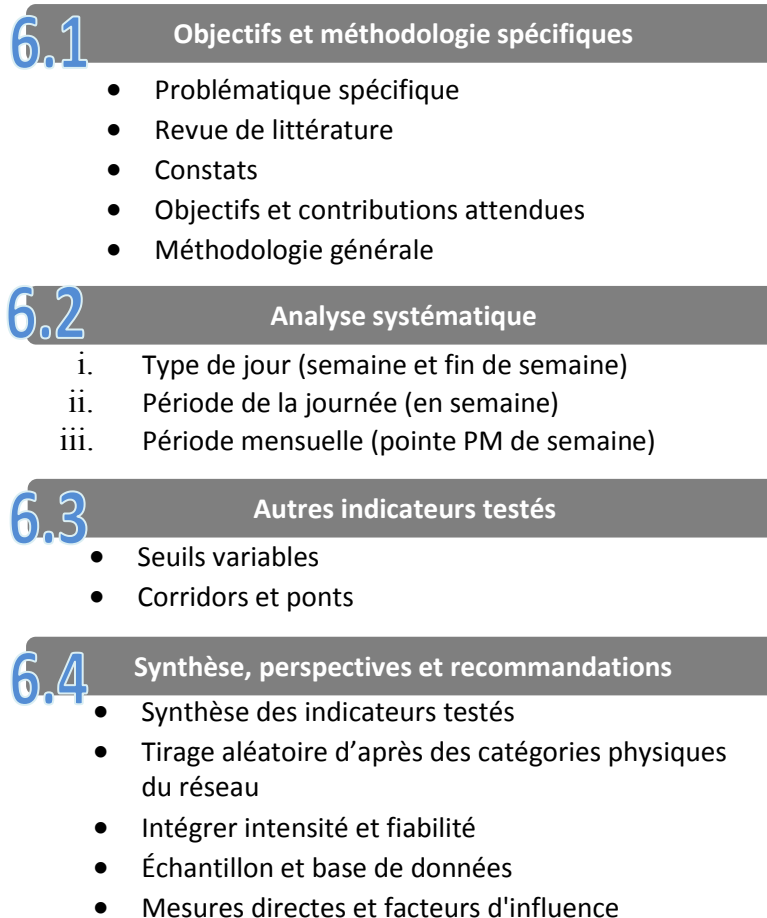 6.1 Objectifs et méthodologie spécifiques
• Problématique spécifique
• Revue de littérature
• Constats
• Objectifs et contributions attendues
• Méthodologie générale
6.2 Analyse systématique
i. Type de jour (semaine et fin de semaine)
ii. Période de la journée (en semaine)
iii. Période mensuelle (pointe PM de semaine)
6.3 Autres indicateurs testés
• Seuils variables
• Corridors et ponts
6.4 Synthèse, perspectives et recommandations
• Synthèse des indicateurs testés
• Tirage aléatoire d’après des catégories physiques
du réseau
• Intégrer intensité et fiabilité
• Échantillon et base de données
• Mesures directes et facteurs d'influence